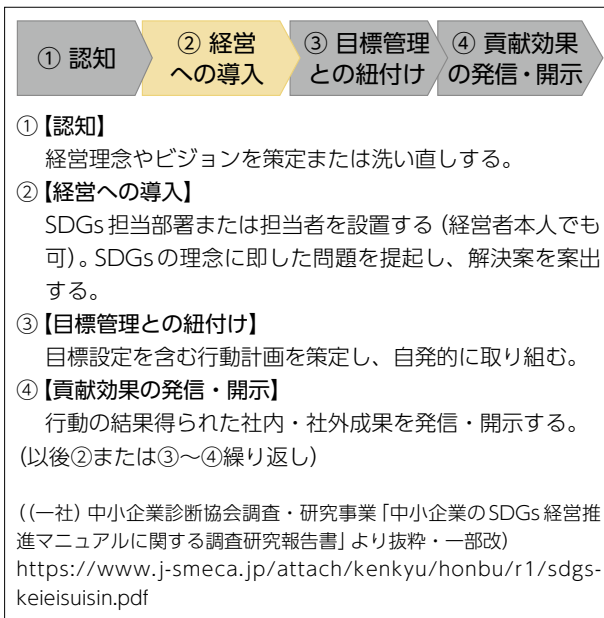 ① 認知
② 経営
への導入
③ 目標管理
との紐付け
④ 貢献効果
の発信・開示
①【認知】
経営理念やビジョンを策定または洗い直しする。
②【経営への導入】
SDGs担当部署または担当者を設置する（経営者本人でも
可）。SDGsの理念に即した問題を提起し、解決案を案出
する。
③【目標管理との紐付け】
目標設定を含む行動計画を策定し、自発的に取り組む。
④【貢献効果の発信・開示】
行動の結果得られた社内・社外成果を発信・開示する。
（以後②または③〜④繰り返し）
（（一社）中小企業診断協会調査・研究事業「中小企業のSDGs経営推
進マニュアルに関する調査研究報告書」より抜粋・一部改）
https://www.j-smeca.jp/attach/kenkyu/honbu/r1/sdgs-
keieisuisin.pdf